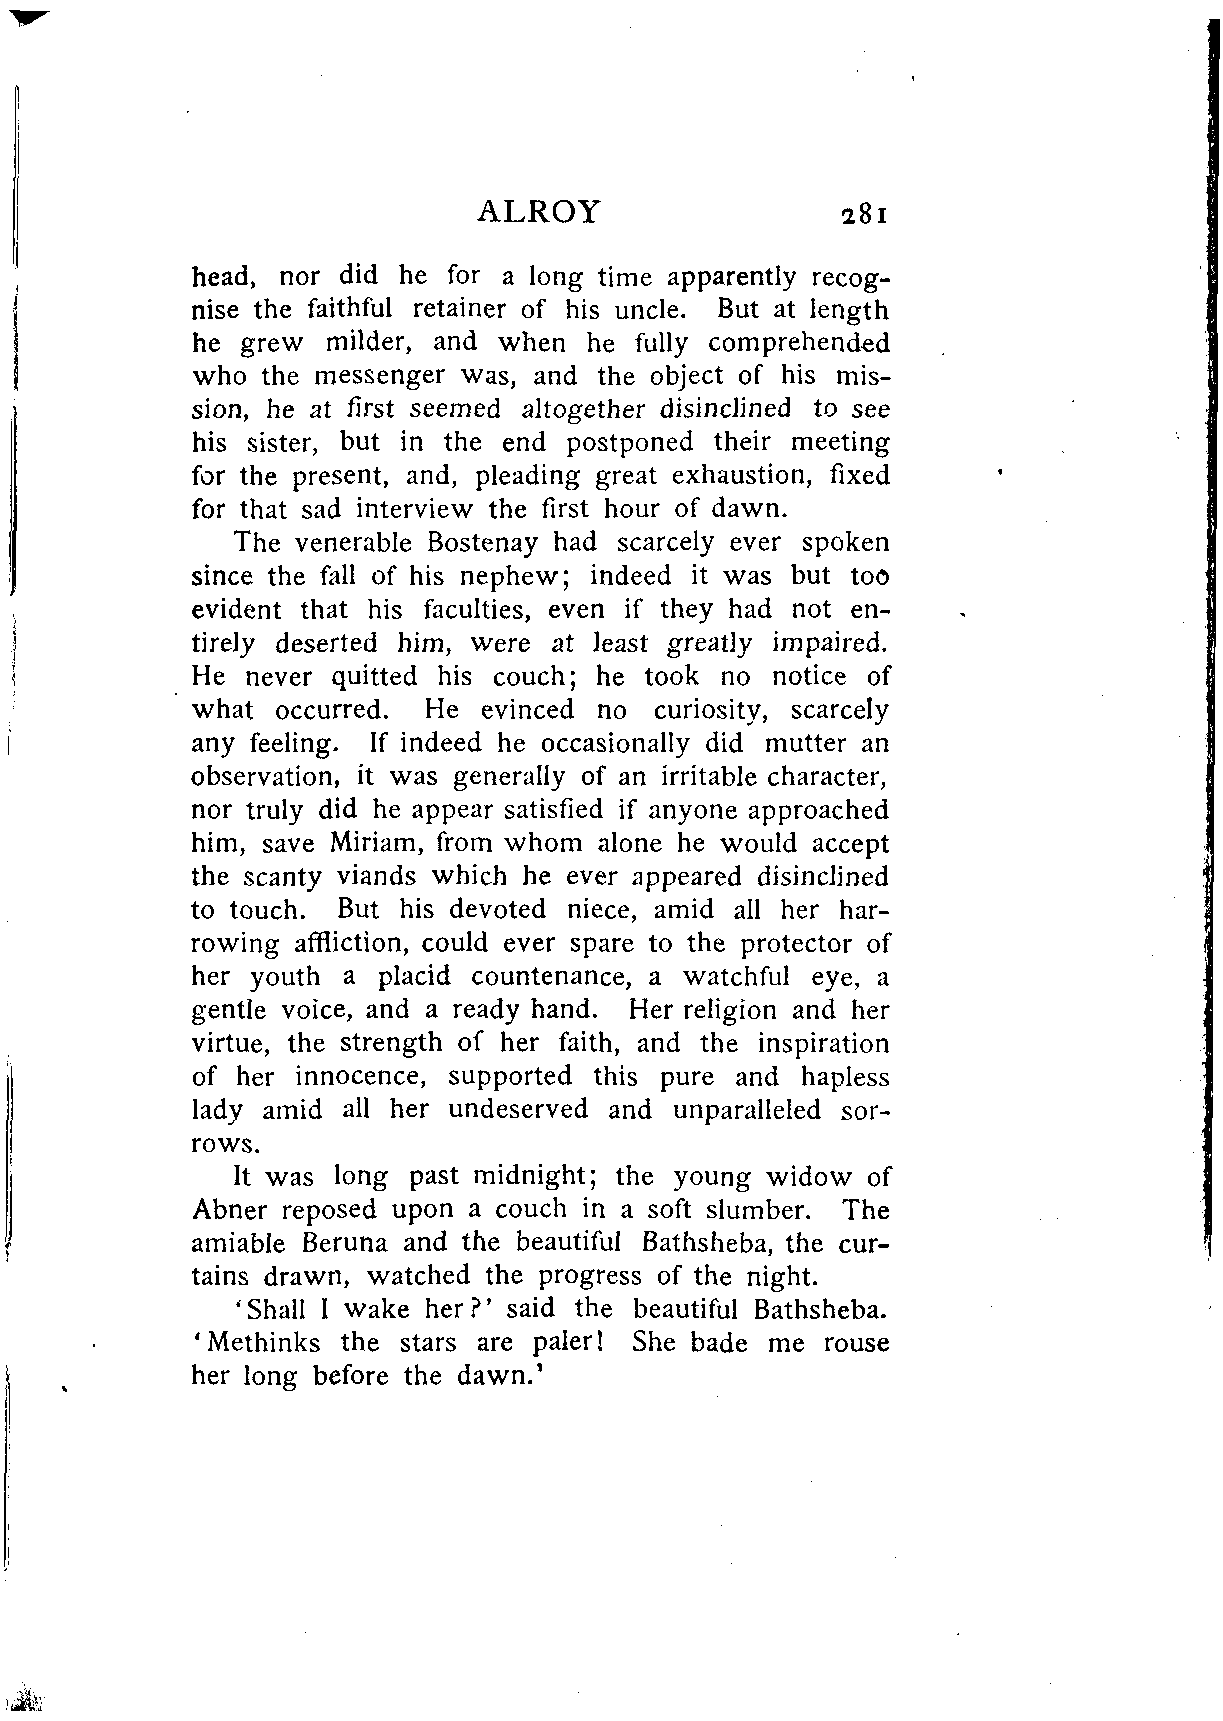 ALROY 281
head, nor did he for a long time apparently recog-
nise the faithful retainer of his uncle. But at length
he grew milder, and when he fully comprehended
who the messenger was, and the object of his mis-
sion, he at first seemed altogether disinclined to see
his sister, but in the end postponed their meeting
for the present, and, pleading great exhaustion, fixed
for that sad interview the first hour of dawn.
The venerable Bostenay had scarcely ever spoken
since the fall of his nephew; indeed it was but too
evident that his faculties, even if they had not en-
tirely deserted him, were at least greatly impaired.
He never quitted his couch; he took no notice of
what occurred. He evinced no curiosity, scarcely
any feeling. If indeed he occasionally did mutter an
observation, it was generally of an irritable character,
nor truly did he appear satisfied if anyone approached
him, save Miriam, from whom alone he would accept
the scanty viands which he ever appeared disinclined
to touch. But his devoted niece, amid all her har-
rowing affliction, could ever spare to the protector of
her youth a placid countenance, a watchful eye, a
gentle voice, and a ready hand. Her religion and her
virtue, the strength of her faith, and the inspiration
of her innocence, supported this pure and hapless
lady amid all her undeserved and unparalleled sor-
rows.
It was long past midnight; the young widow of
Abner reposed upon a couch in a soft slumber. The
amiable Beruna and the beautiful Bathsheba, the cur-
tains drawn, watched the progress of the night.
'Shall I wake her?' said the beautiful Bathsheba.
'Methinks the stars are paler! She bade me rouse
her long before the dawn.'